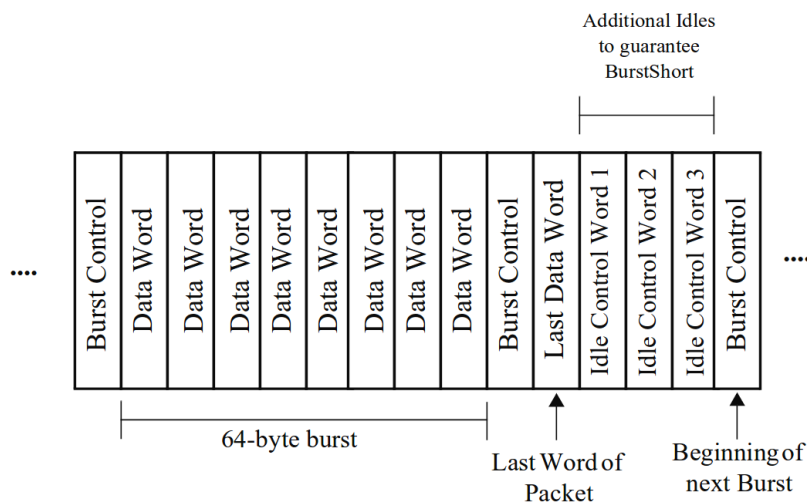 Additional Idles
to guarantee
BurstShort
....
Burst Control
Data Word
Data Word
Data Word
Data Word
Data Word
Data Word
Data Word
Data Word
Burst Control
Last Data Word
Idle Control Word 1
Idle Control Word 2
Idle Control Word 3
Burst Control
....
64-byte burst
Last Word of
Packet
Beginning of
next Burst